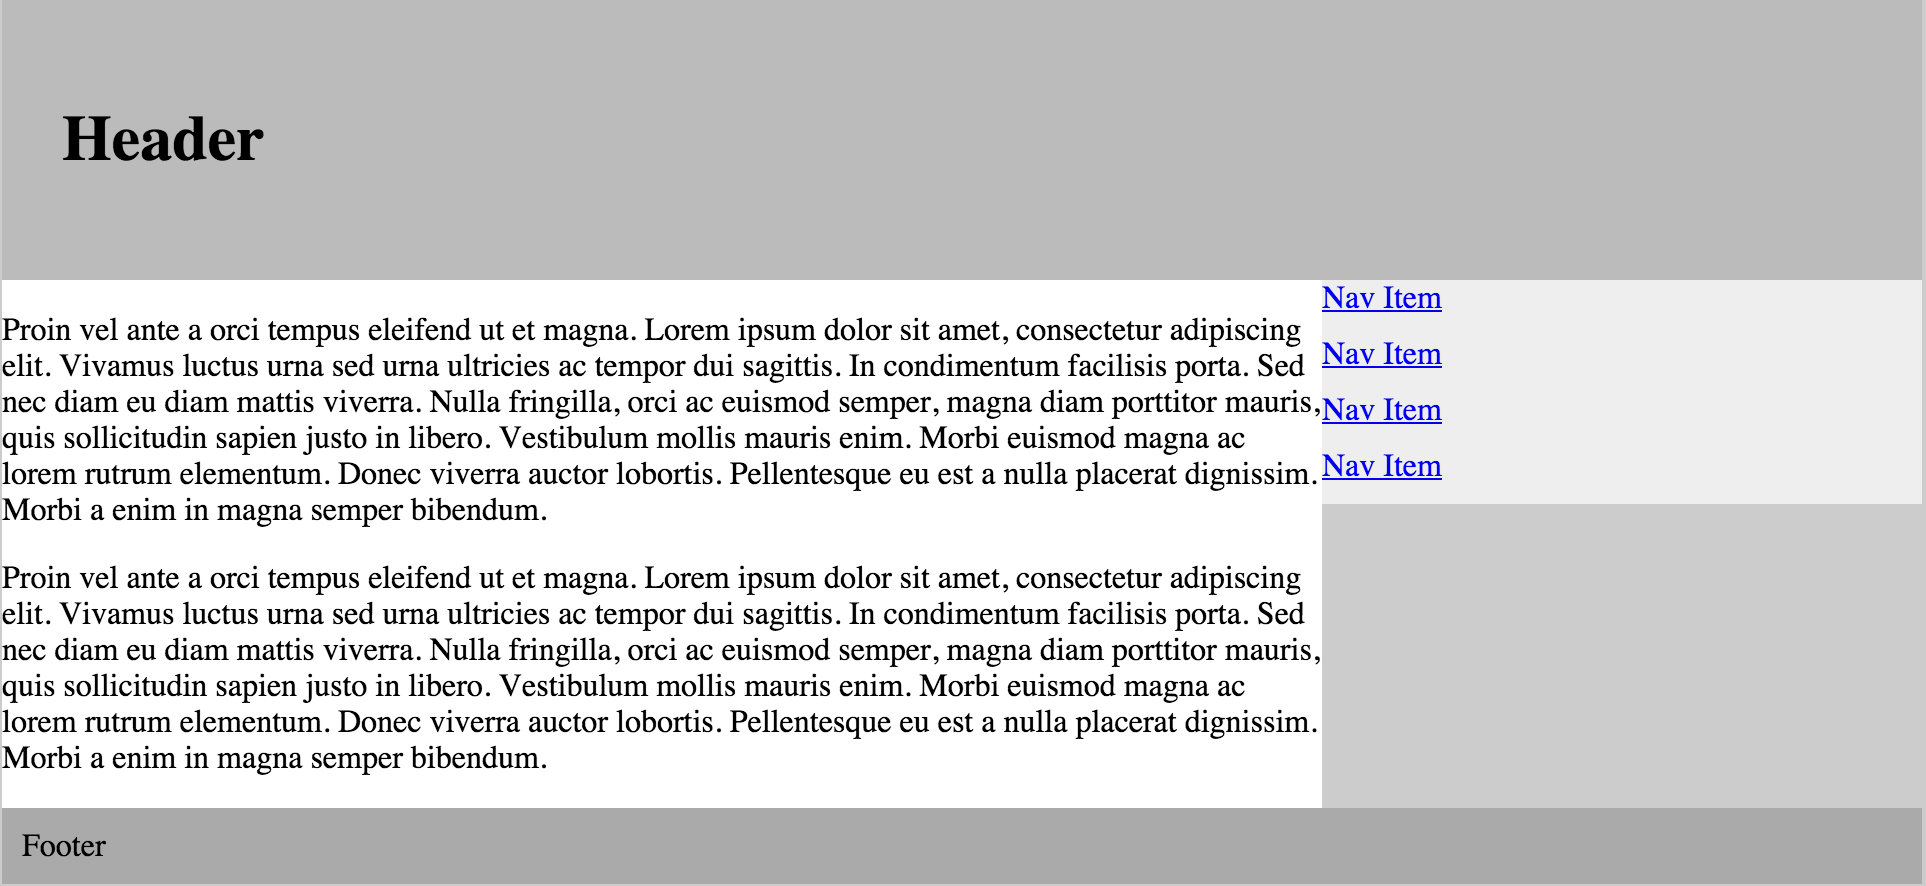 Header
Proin vel ante a orci tempus eleifend ut et magna. Lorem ipsum dolor sit amet, consectetur adipiscing
elit. Vivamus luctus urna sed urna ultricies ac tempor dui sagittis. In condimentum facilisis porta. Sed
nec diam eu diam mattis viverra. Nulla fringilla, orci ac euismod semper, magna diam porttitor mauris,
quis sollicitudin sapien justo in libero. Vestibulum mollis mauris enim. Morbi euismod magna ac
lorem rutrum elementum. Donec viverra auctor lobortis. Pellentesque eu est a nulla placerat dignissim.
Morbi a enim in magna semper bibendum.
Proin vel ante a orci tempus eleifend ut et magna. Lorem ipsum dolor sit amet, consectetur adipiscing
elit. Vivamus luctus urna sed urna ultricies ac tempor dui sagittis. In condimentum facilisis porta. Sed
nec diam eu diam mattis viverra. Nulla fringilla, orci ac euismod semper, magna diam porttitor mauris,
quis sollicitudin sapien justo in libero. Vestibulum mollis mauris enim. Morbi euismod magna ac
lorem rutrum elementum. Donec viverra auctor lobortis. Pellentesque eu est a nulla placerat dignissim.
Morbi a enim in magna semper bibendum.
Nav Item
Nav Item
Nav Item
Nav Item
Footer